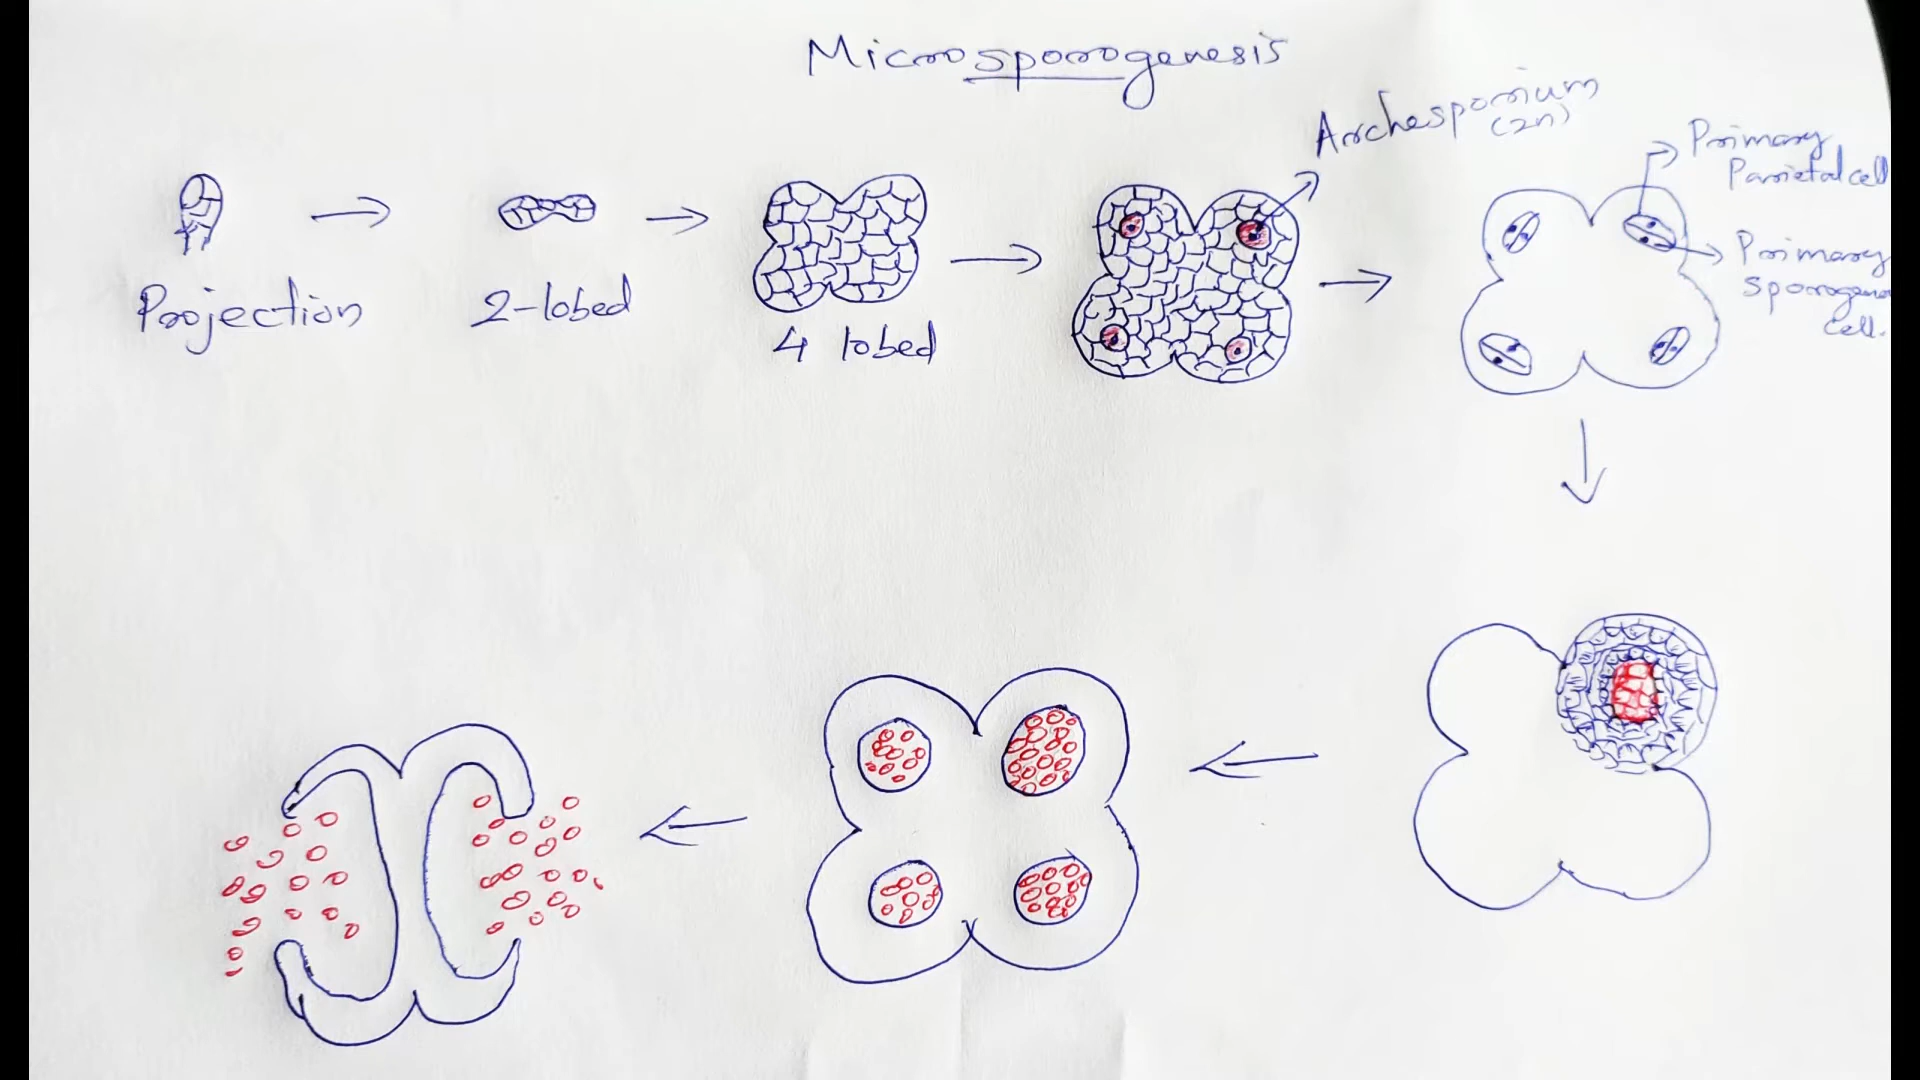 Microsporogenesis
Archesporium
(2n)
Primary
Parietal cell
Primary
Sporogenous
cell.
Projection
2-lobed
4 lobed